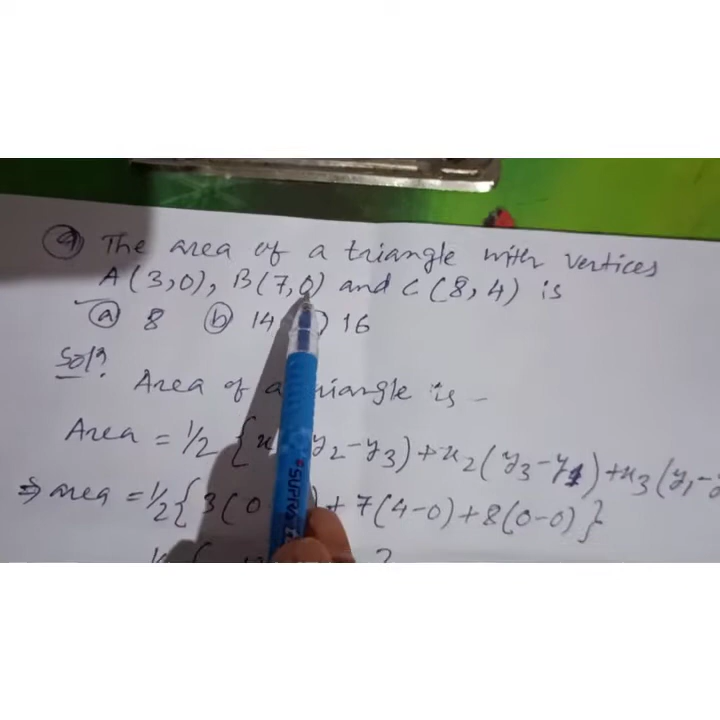 Q The area of a triangle with vertices
A(3,0), B(7,0) and C(8,4) is
(a) 8 (b) 14 16
Soln.
Area of a triangle is -
Area = 1/2 { y2-y3)+x2(y3-y1)+x3(y1-
⇒ area = 1/2{3(0 + 7(4-0)+8(0-0)}
SUPRA